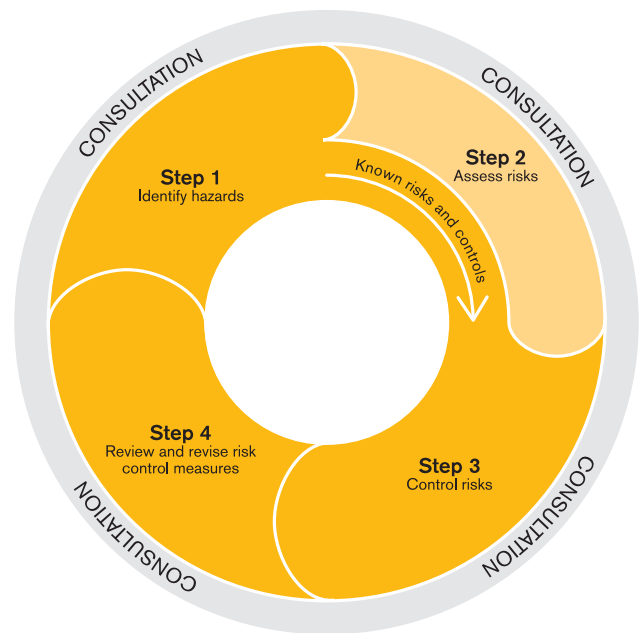 CONSULTATION
CONSULTATION
Step 1
Identify hazards
Step 2
Assess risks
Known risks and controls
Step 4
Review and revise risk
control measures
Step 3
Control risks
CONSULTATION
CONSULTATION